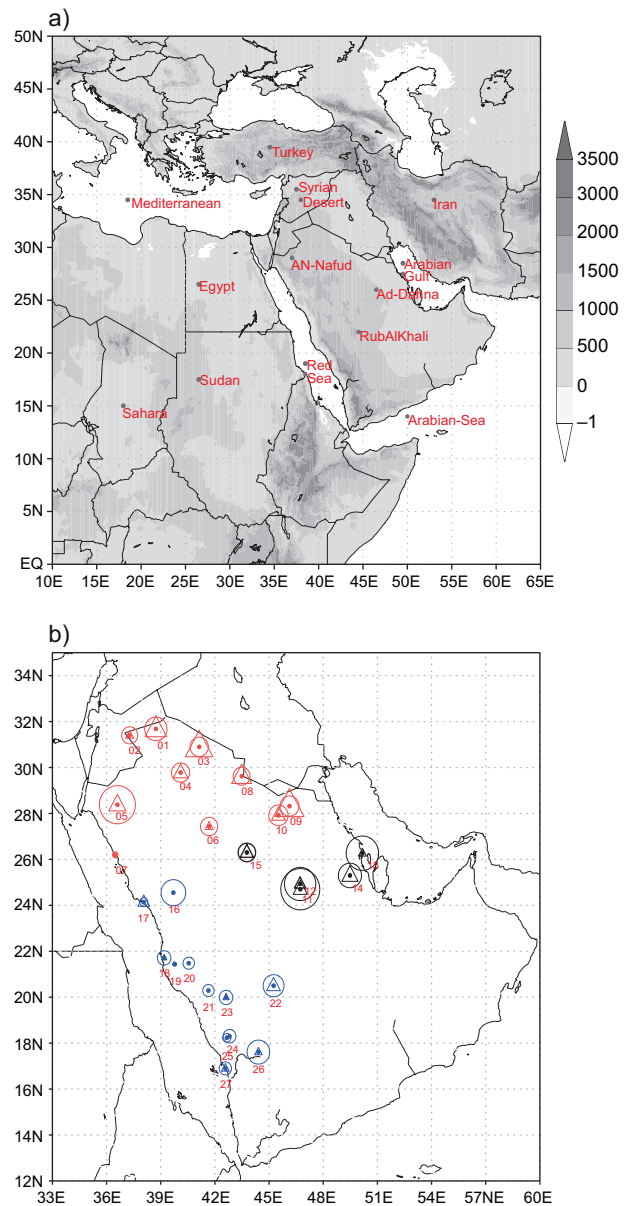 a)
50N
45N
40N
35N
30N
25N
20N
15N
10N
5N
EQ
10E 15E 20E 25E 30E 35E 40E 45E 50E 55E 60E 65E
Turkey
Syrian
Desert
Iran
Mediterranean
AN-Nafud
Arabian
Gulf
Egypt
Ad-Dahna
RubAlKhali
Red
Sea
Sudan
Sahara
Arabian-Sea
3500
3000
2000
1500
1000
500
0
–1
b)
34N
32N
30N
28N
26N
24N
22N
20N
18N
16N
14N
12N
33E 36E 39E 42E 45E 48E 51E 54E 57NE 60E
01
02
03
04
08
05
09
10
06
15
07
13
14
12
11
16
17
18
19
20
21
22
23
24
25
26
27